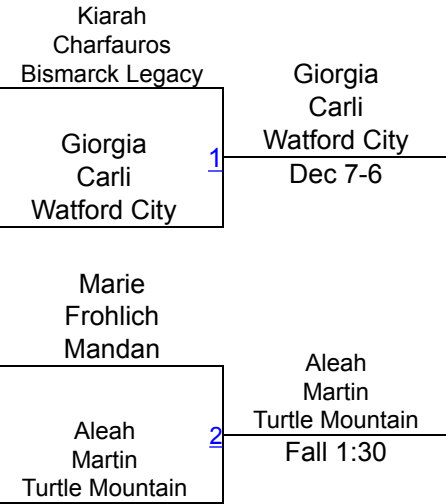 Kiarah
Charfauros
Bismarck Legacy
Giorgia
Carli
Watford City
1
Giorgia
Carli
Watford City
Dec 7-6
Marie
Frohlich
Mandan
Aleah
Martin
Turtle Mountain
2
Aleah
Martin
Turtle Mountain
Fall 1:30